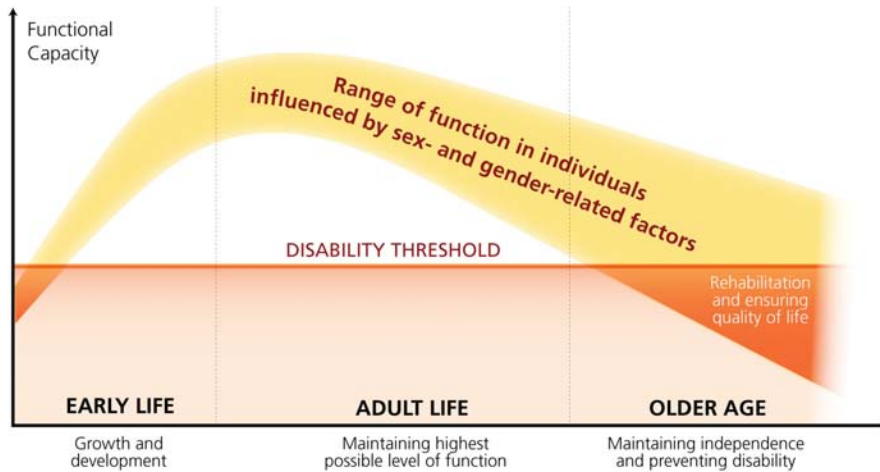 Functional
Capacity
Range of function in individuals
influenced by sex- and gender-related factors
DISABILITY THRESHOLD
Rehabilitation
and ensuring
quality of life
EARLY LIFE
ADULT LIFE
OLDER AGE
Growth and
development
Maintaining highest
possible level of function
Maintaining independence
and preventing disability